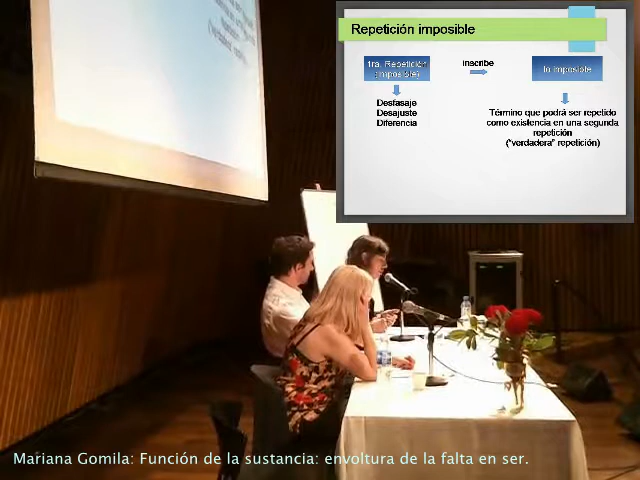 Repetición imposible
1ra. Repetición
(imposible)
inscribe
lo imposible
Desfasaje
Desajuste
Diferencia
Término que podrá ser repetido
como existencia en una segunda
repetición
("verdadera" repetición)
Mariana Gomila: Función de la sustancia: envoltura de la falta en ser.